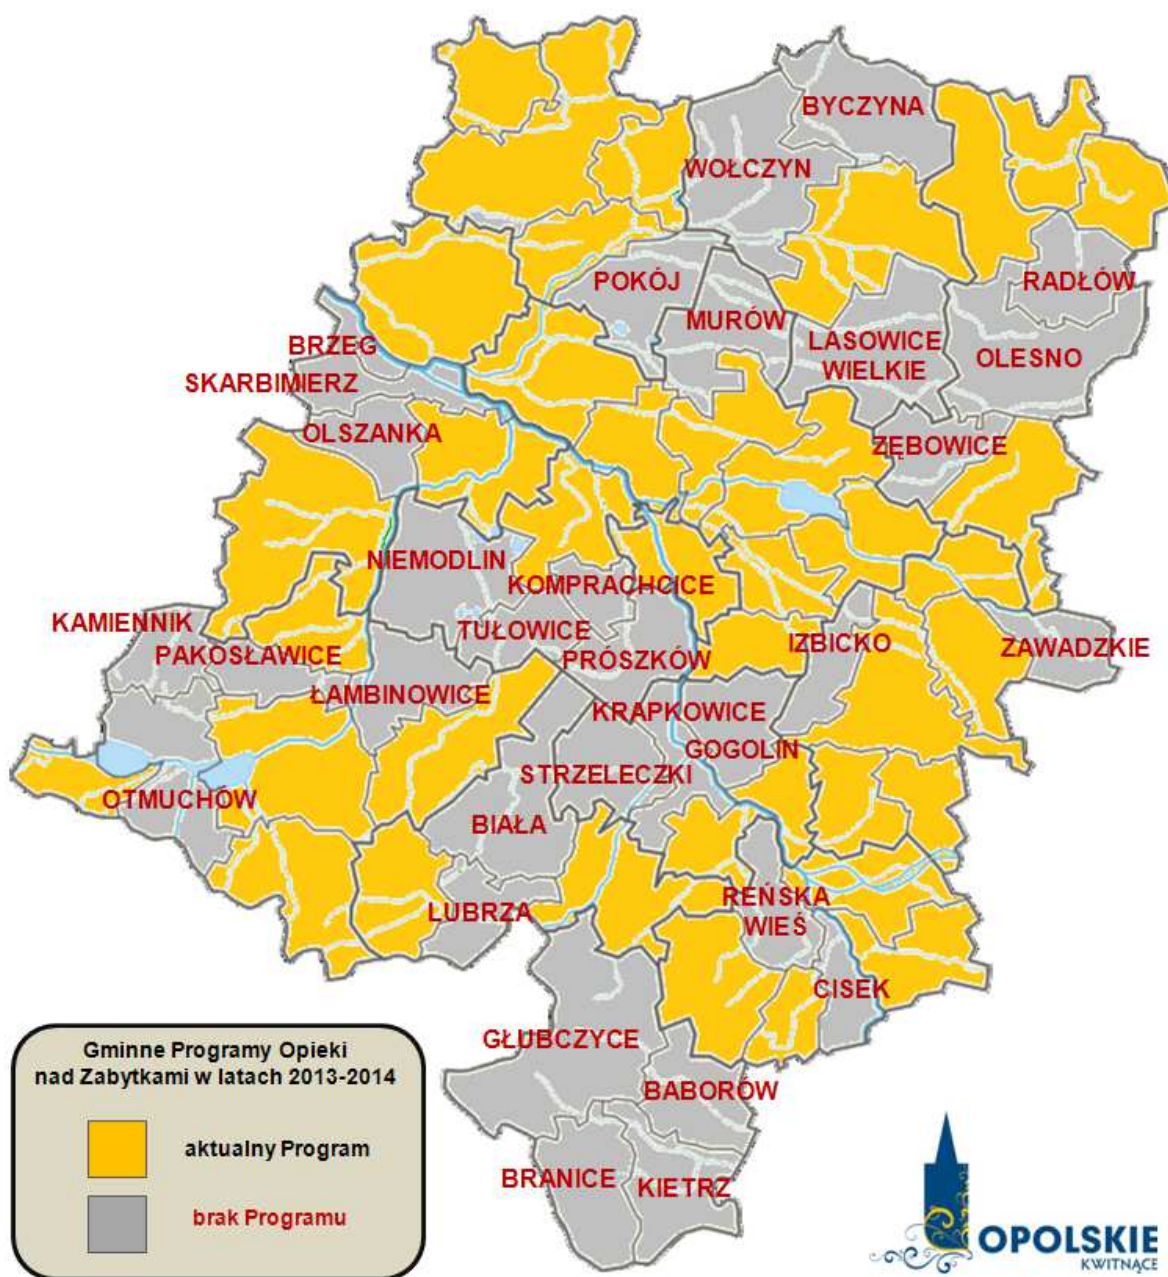 BYCZYNA
WOŁCZYN
POKÓJ
RADŁÓW
MURÓW
BRZEG
LASOWICE
WIELKIE
OLESNO
SKARBIMIERZ
OLSZANKA
ZĘBOWICE
NIEMODLIN
KOMPRACHCICE
KAMIENNIK
TUŁOWICE
PAKOSŁAWICE
PRÓSZKÓW
IZBICKO
ZAWADZKIE
ŁAMBINOWICE
KRAPKOWICE
GOGOLIN
STRZELECZKI
OTMUCHÓW
BIAŁA
LUBRZA
REŃSKA
WIEŚ
CISEK
GŁUBCZYCE
BABORÓW
BRANICE
KIETRZ
Gminne Programy Opieki
nad Zabytkami w latach 2013-2014
aktualny Program
brak Programu
OPOLSKIE
KWITNĄCE